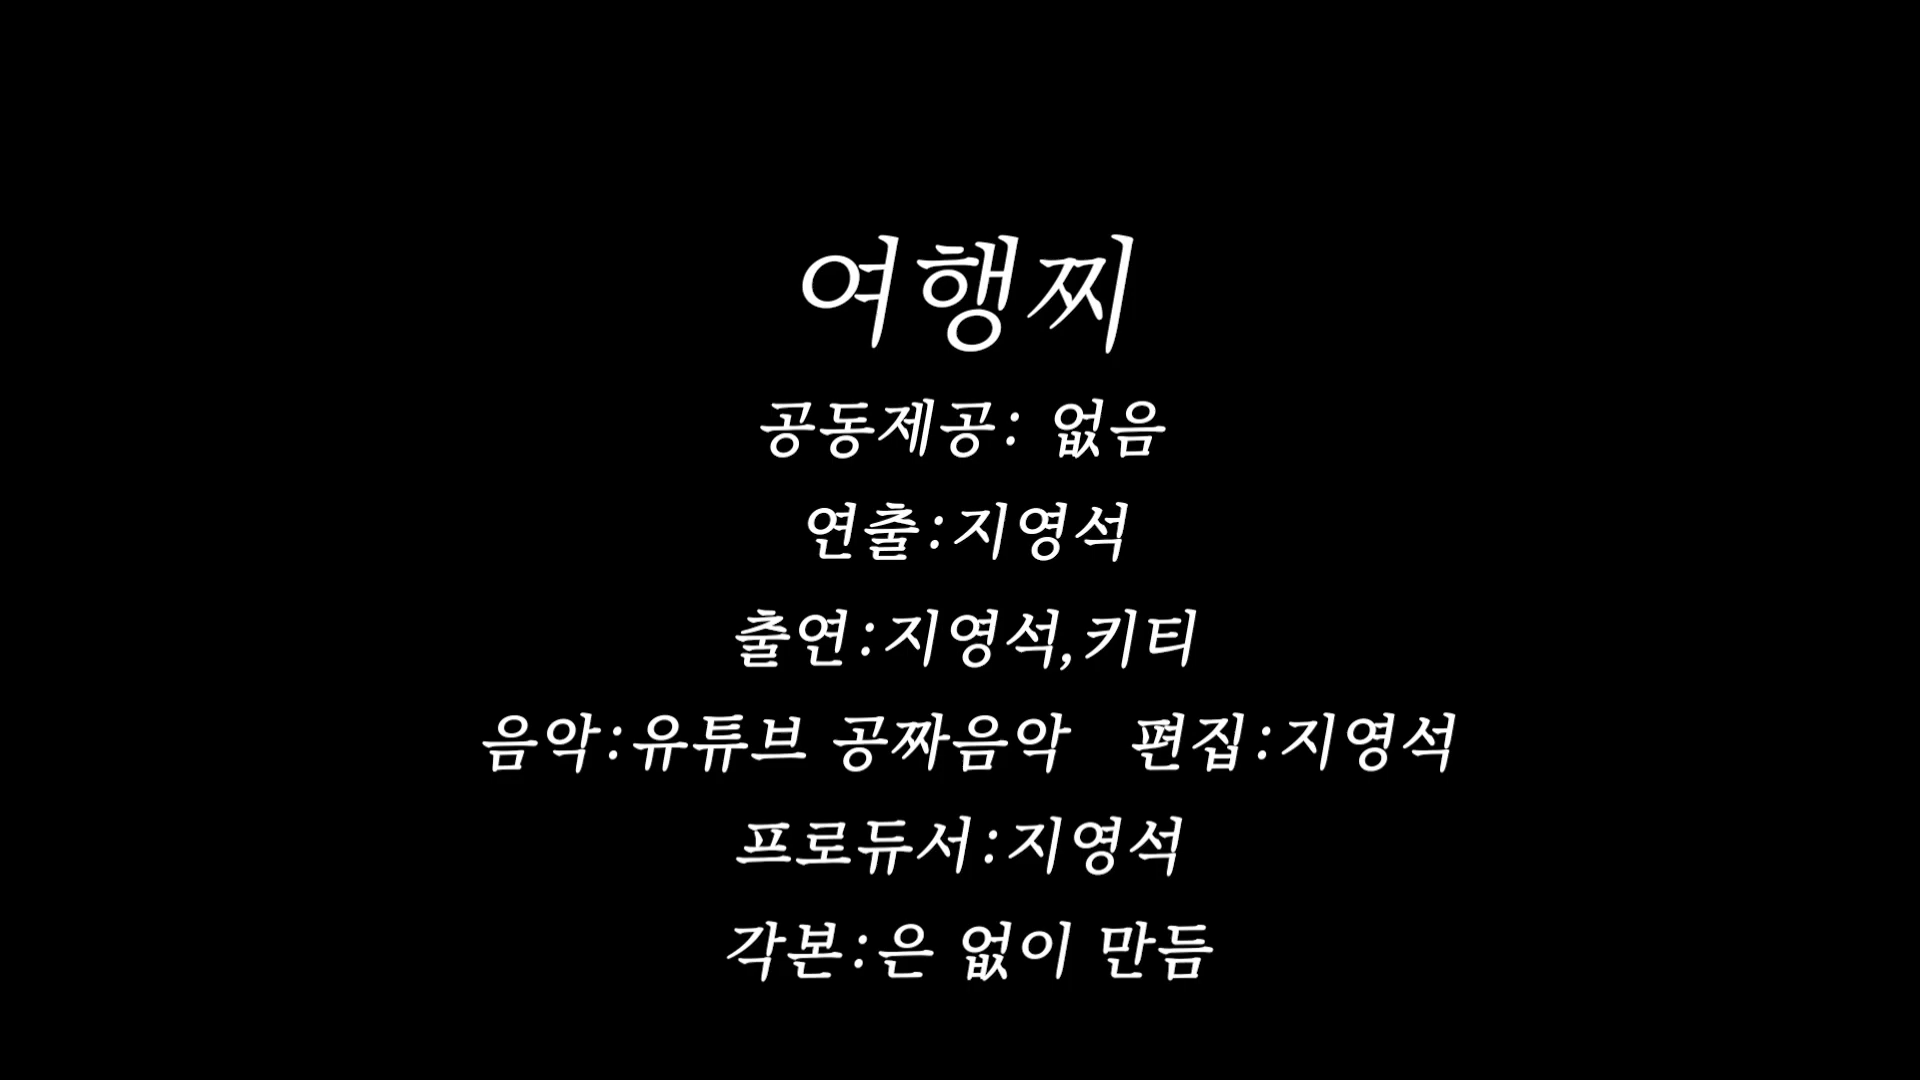 여행찌
공동제공: 없음
연출:지영석
출연:지영석,키티
음악:유튜브 공짜음악 편집:지영석
프로듀서:지영석
각본:은 없이 만듬